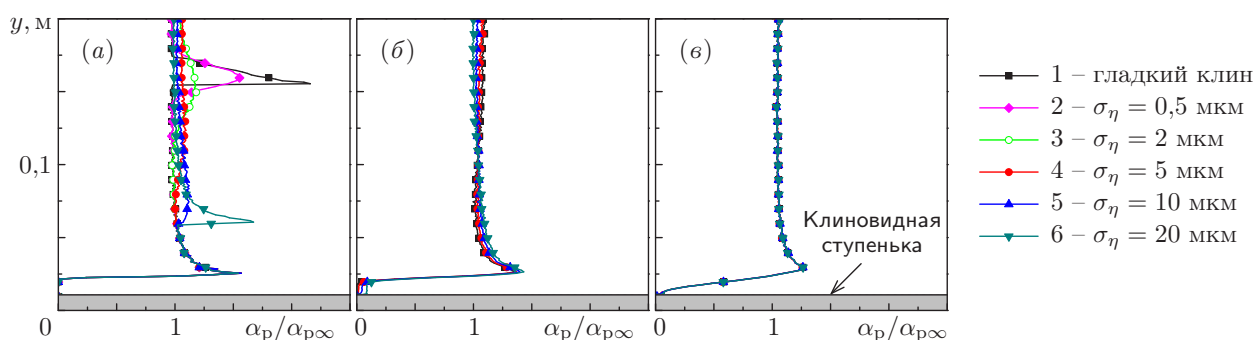 y, м
(а)
(б)
(в)
0,1
1 – гладкий клин
2 – ση = 0,5 мкм
3 – ση = 2 мкм
4 – ση = 5 мкм
5 – ση = 10 мкм
6 – ση = 20 мкм
Клиновидная
ступенька
0 1 αp/αp∞ 0 1 αp/αp∞ 0 1 αp/αp∞